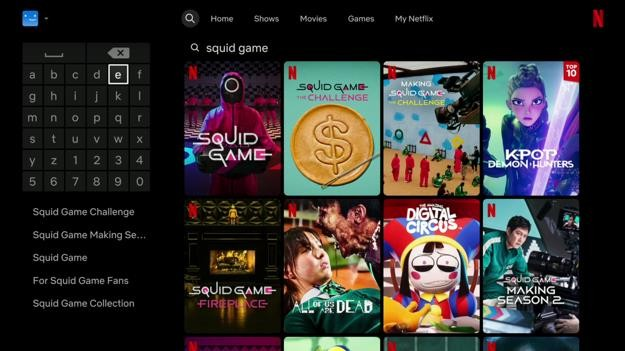 Home Shows Movies Games My Netflix
N
squid game
a b c d e f
g h i j k l
m n o p q r
s t u v w x
y z 1 2 3 4
5 6 7 8 9 0
Squid Game Challenge
Squid Game Making Se...
Squid Game
For Squid Game Fans
Squid Game Collection
N
SQUID
GAME
N
SQUID GAME
THE CHALLENGE
$
N
MAKING
SQUID GAME
THE CHALLENGE
N
TOP
10
KPOP
DEMON HUNTERS
N
SQUID GAME
FIREPLACE
N
ALL OF US
ARE DEAD
N
THE AMAZING
DIGITAL
CIRCUS
N
SQUID GAME
MAKING
SEASON 2